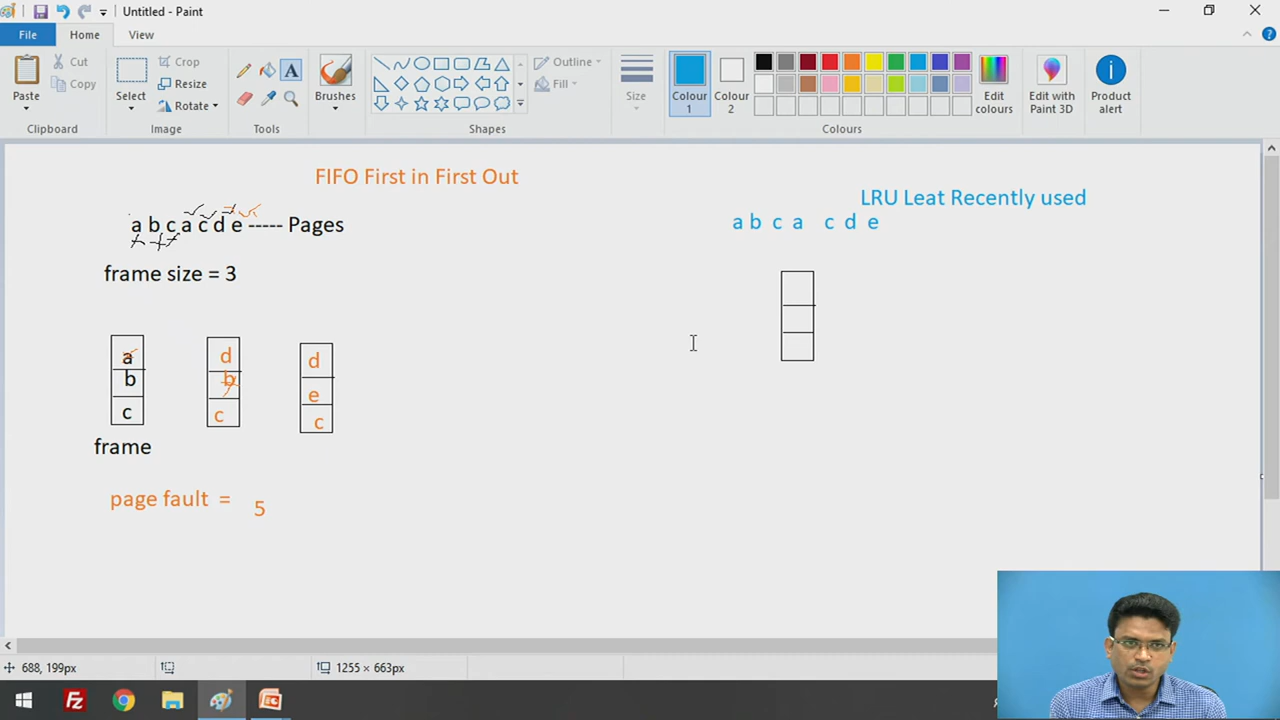 Untitled - Paint
File Home View
Paste
Cut
Copy
Clipboard
Select
Crop
Resize
Rotate
Image
Tools
Brushes
Shapes
Outline
Fill
Size
Colour 1
Colour 2
Edit colours
Colours
Edit with Paint 3D
Product alert
FIFO First in First Out
a b c a c d e ----- Pages
frame size = 3
a
b
c
frame
d
b
c
d
e
c
page fault = 5
LRU Leat Recently used
a b c a c d e
688, 199px
1255 × 663px